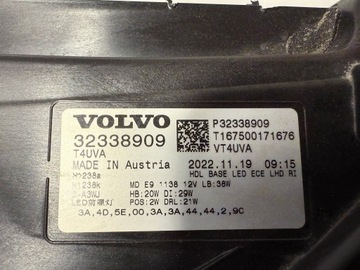 VOLVO
32338909
T4UVA
MADE IN Austria
P32338909
T167500171676
VT4UVA
2022.11.19 09:15
HDL BASE LED ECE LHD RI
N1238a
N1238k
MD E9 1138 12V LB:38W
HB:20W DI:29W
POS:2W DRL:21W
3A,4D,5E,00,3A,3A,44,44,2,9C